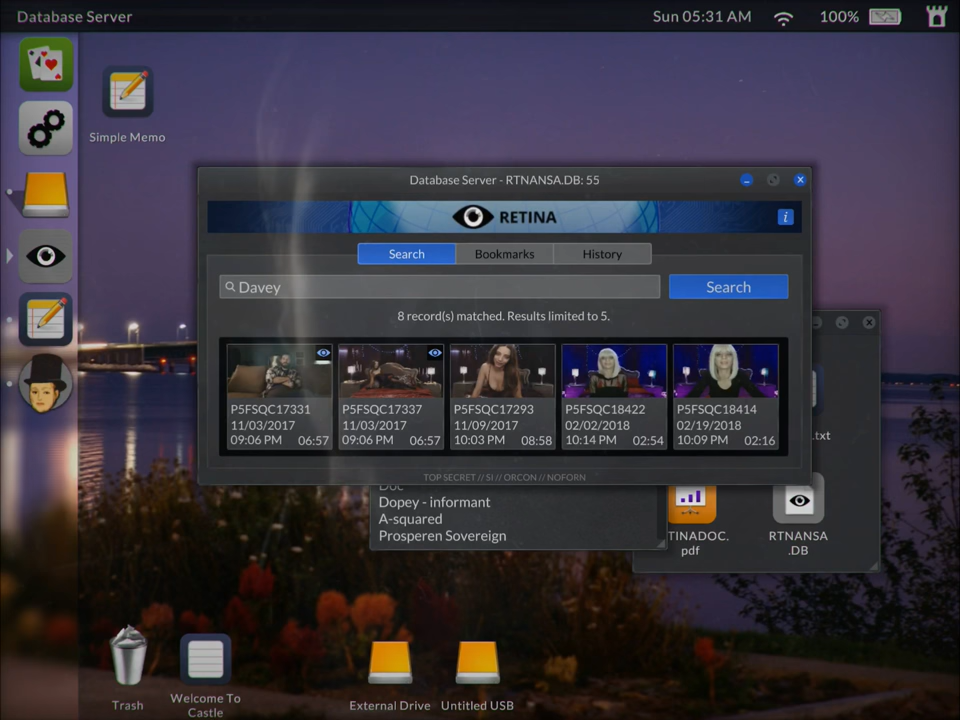 Database Server
Sun 05:31 AM
100%
Simple Memo
Database Server - RTNANSA.DB: 55
RETINA
i
Search
Bookmarks
History
Davey
Search
8 record(s) matched. Results limited to 5.
P5FSQC17331
11/03/2017
09:06 PM 06:57
P5FSQC17337
11/03/2017
09:06 PM 06:57
P5FSQC17293
11/09/2017
10:03 PM 08:58
P5FSQC18422
02/02/2018
10:14 PM 02:54
P5FSQC18414
02/19/2018
10:09 PM 02:16
TOP SECRET // SI // ORCON // NOFORN
.txt
Doc
Dopey - informant
A-squared
Prosperen Sovereign
TINADOC.
pdf
RTNANSA
.DB
Trash
Welcome To
Castle
External Drive
Untitled USB